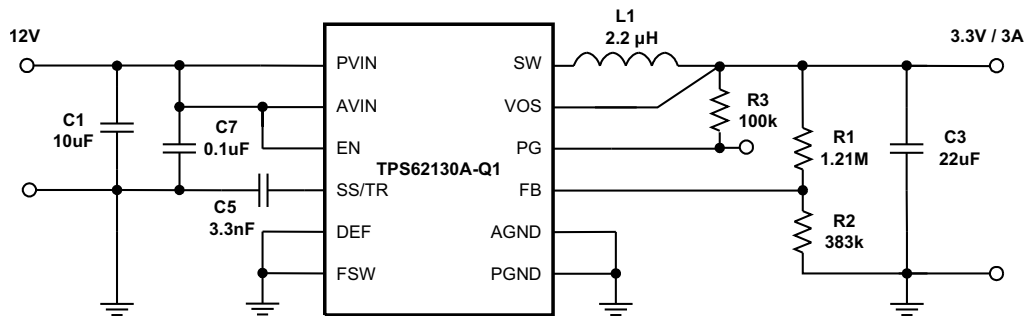 L1
2.2 µH
12V
3.3V / 3A
PVIN
SW
AVIN
VOS
R3
100k
C1
10uF
C7
0.1uF
EN
PG
R1
1.21M
C3
22uF
TPS62130A-Q1
SS/TR
FB
C5
3.3nF
R2
383k
DEF
AGND
FSW
PGND